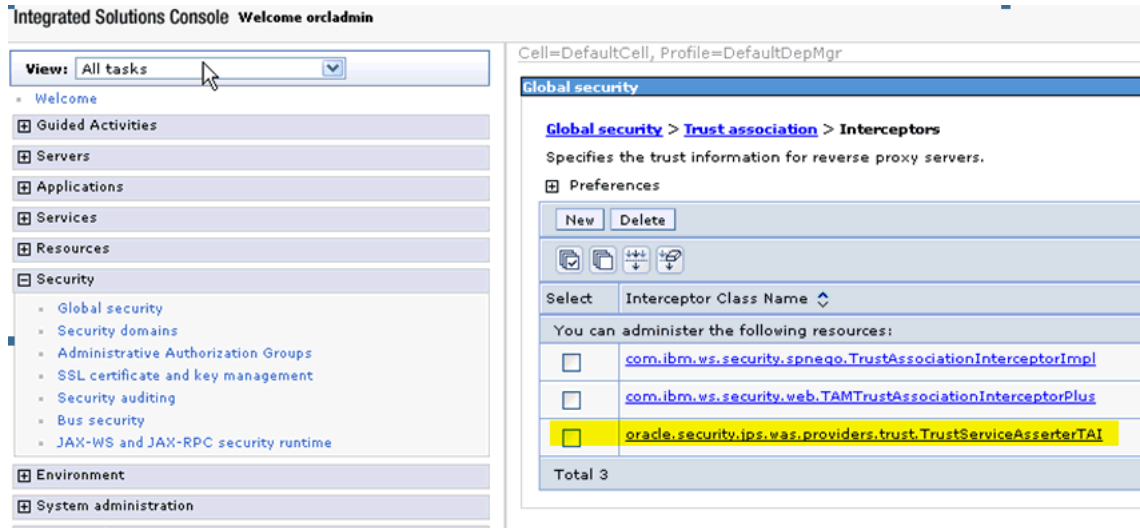 Integrated Solutions Console Welcome orcladmin
View: All tasks
Welcome
Guided Activities
Servers
Applications
Services
Resources
Security
Global security
Security domains
Administrative Authorization Groups
SSL certificate and key management
Security auditing
Bus security
JAX-WS and JAX-RPC security runtime
Environment
System administration
Cell=DefaultCell, Profile=DefaultDepMgr
Global security
Global security > Trust association > Interceptors
Specifies the trust information for reverse proxy servers.
Preferences
New Delete
Select Interceptor Class Name
You can administer the following resources:
com.ibm.ws.security.spnego.TrustAssociationInterceptorImpl
com.ibm.ws.security.web.TAMTrustAssociationInterceptorPlus
oracle.security.jps.was.providers.trust.TrustServiceAsserterTAI
Total 3